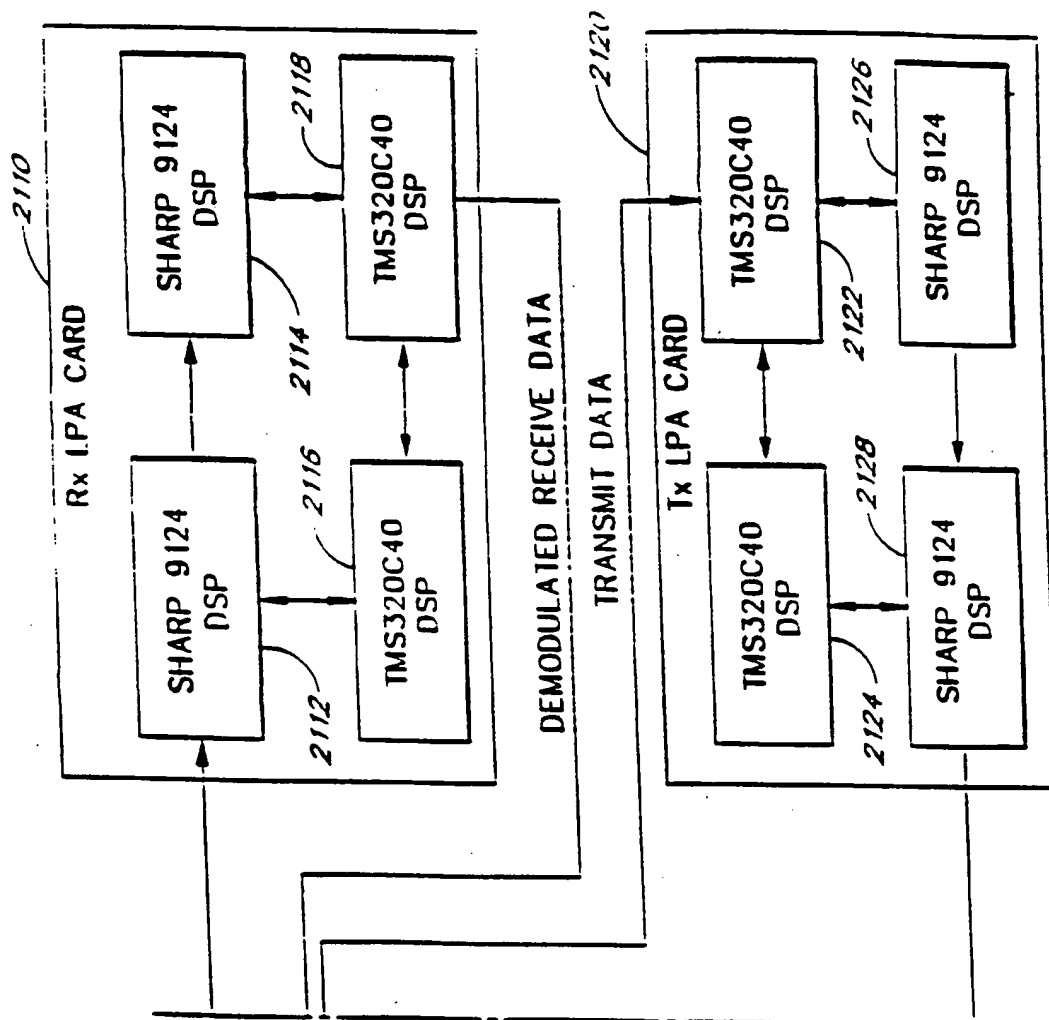 2110
Rx LPA CARD
SHARP 9124
DSP
2112
SHARP 9124
DSP
2114
TMS320C40
DSP
2116
TMS320C40
DSP
2118
DEMODULATED RECEIVE DATA
TRANSMIT DATA
2120
Tx LPA CARD
TMS320C40
DSP
2124
TMS320C40
DSP
2122
SHARP 9124
DSP
2128
SHARP 9124
DSP
2126